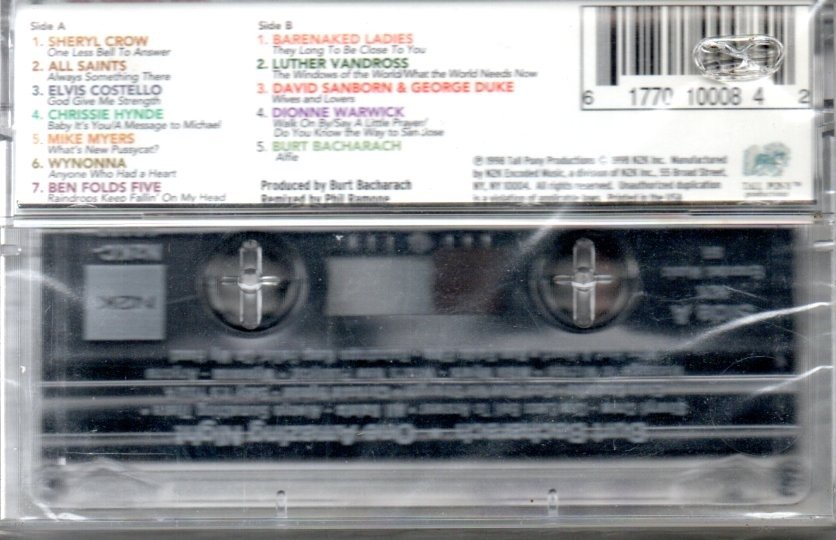 Side A
1. SHERYL CROW
One Less Bell To Answer
2. ALL SAINTS
Always Something There
3. ELVIS COSTELLO
God Give Me Strength
4. CHRISSIE HYNDE
Baby It's You/A Message to Michael
5. MIKE MYERS
What's New Pussycat?
6. WYNONNA
Anyone Who Had a Heart
7. BEN FOLDS FIVE
Raindrops Keep Fallin' On My Head
Side B
1. BARENAKED LADIES
They Long To Be Close To You
2. LUTHER VANDROSS
The Windows of the World/What the World Needs Now
3. DAVID SANBORN & GEORGE DUKE
Wives and Lovers
4. DIONNE WARWICK
Walk On By/Say A Little Prayer/
Do You Know the Way to San Jose
5. BURT BACHARACH
Alfie
Produced by Burt Bacharach
Remixed by Phil Ramone
6 1770 10008 4 2
℗ 1998 Tall Pony Productions © 1998 N2K Inc. Manufactured
by N2K Encoded Music, a division of N2K Inc., 55 Broad Street,
NY, NY 10004. All rights reserved. Unauthorized duplication
is a violation of applicable laws. Printed in the USA
TALL PONY
N2K
Burt Bacharach One Amazing Night